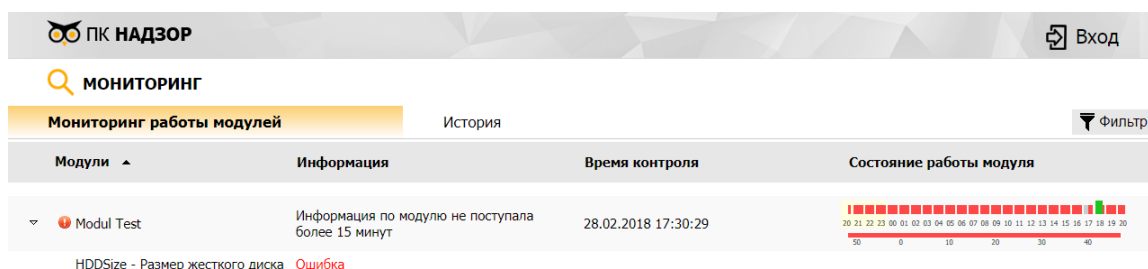 ПК НАДЗОР
Вход
МОНИТОРИНГ
Мониторинг работы модулей История Фильтр
Модули Информация Время контроля Состояние работы модуля
Modul Test Информация по модулю не поступала более 15 минут 28.02.2018 17:30:29
20 21 22 23 00 01 02 03 04 05 06 07 08 09 10 11 12 13 14 15 16 17 18 19 20
50 0 10 20 30 40
HDDSize - Размер жесткого диска Ошибка